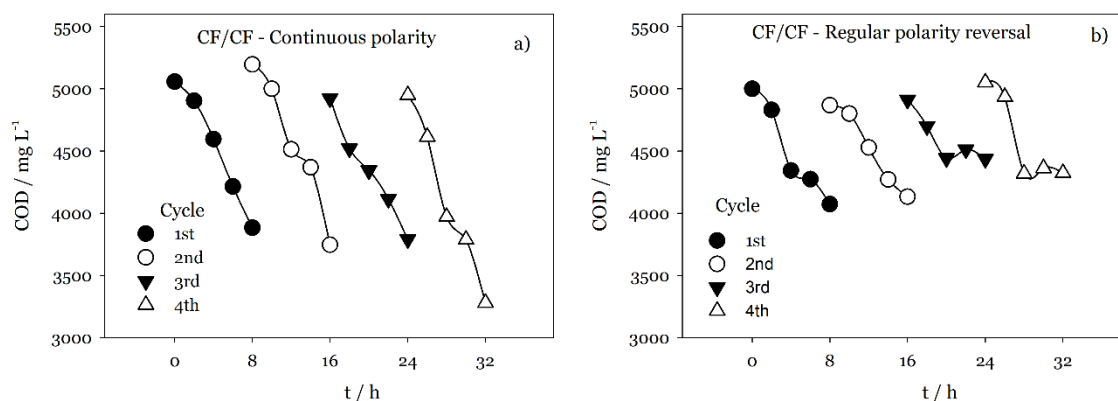 CF/CF - Continuous polarity
a)
5500
5000
4500
4000
3500
3000
COD / mg L⁻¹
Cycle
1st
2nd
3rd
4th
0 8 16 24 32
t / h
CF/CF - Regular polarity reversal
b)
5500
5000
4500
4000
3500
3000
COD / mg L⁻¹
Cycle
1st
2nd
3rd
4th
0 8 16 24 32
t / h